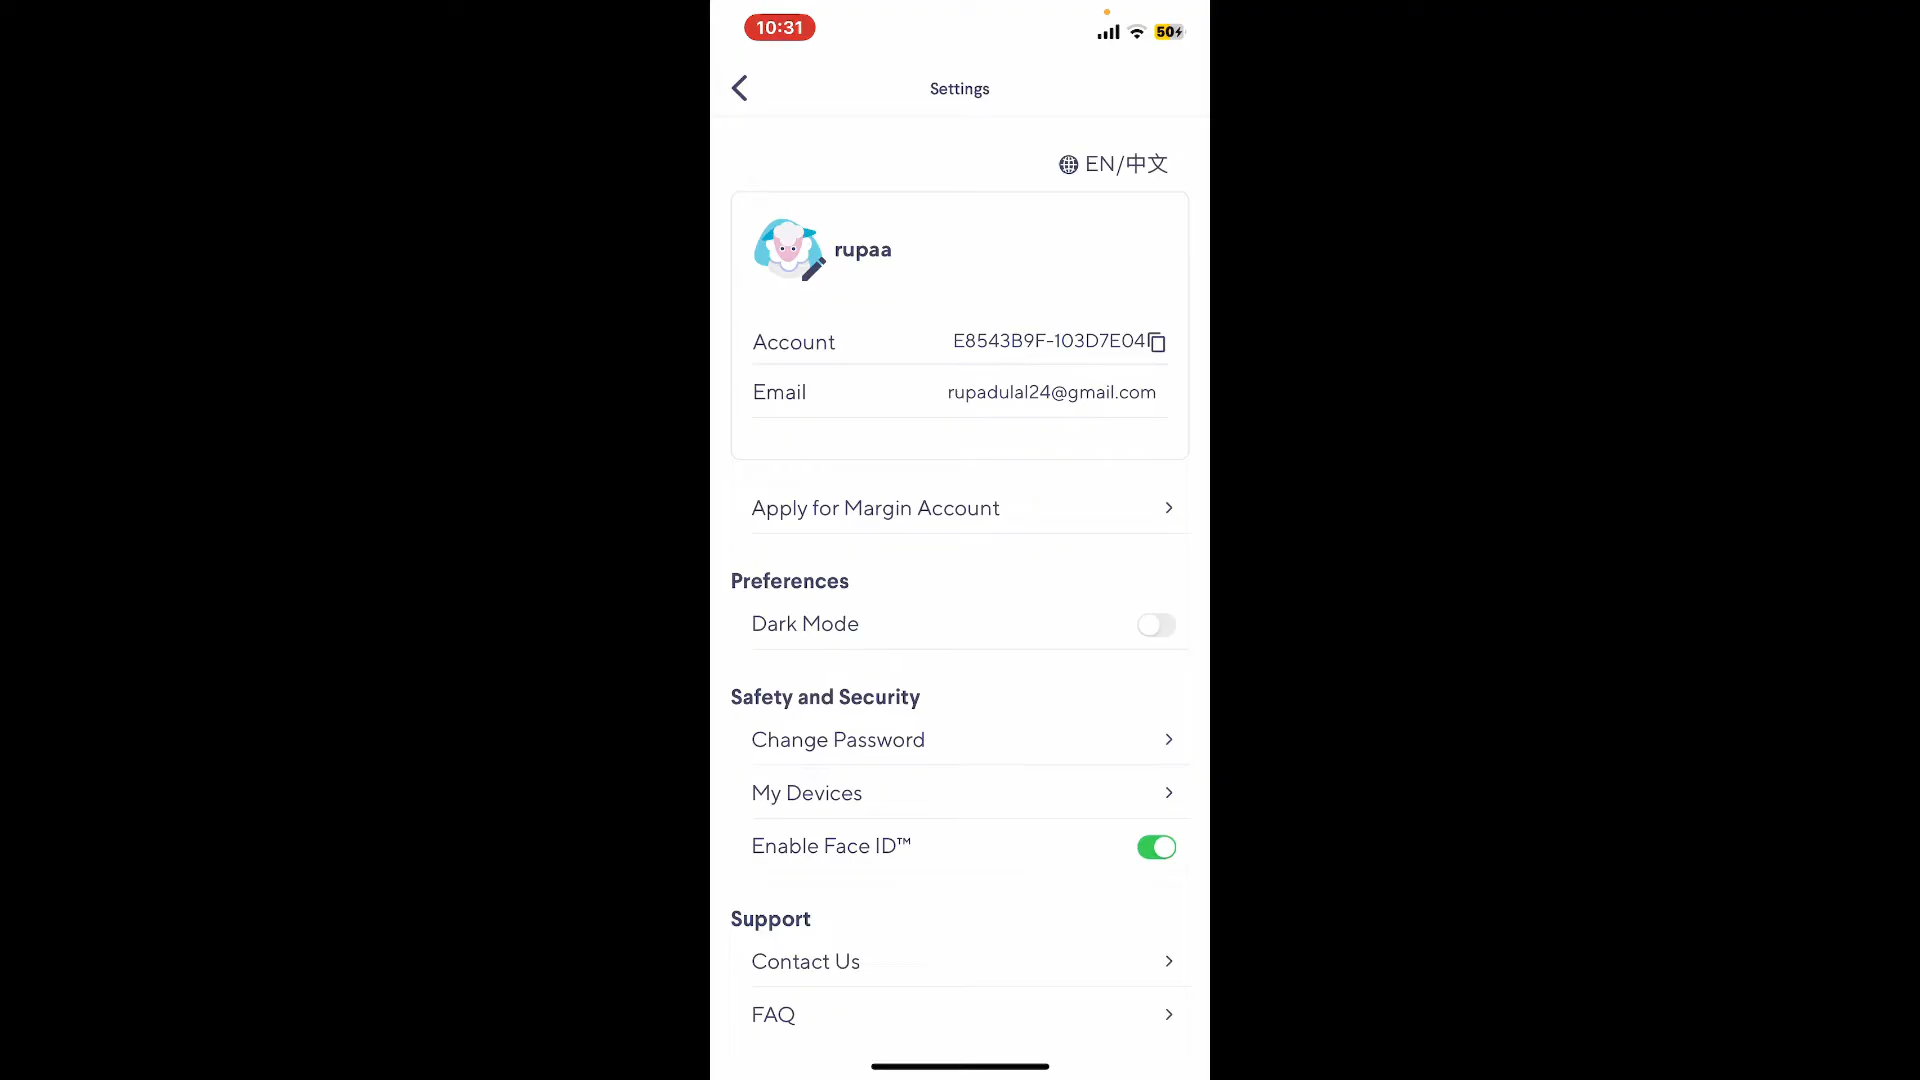 10:31
50
Settings
EN/中文
rupaa
Account E8543B9F-103D7E04
Email rupadulal24@gmail.com
Apply for Margin Account
Preferences
Dark Mode
Safety and Security
Change Password
My Devices
Enable Face ID™
Support
Contact Us
FAQ